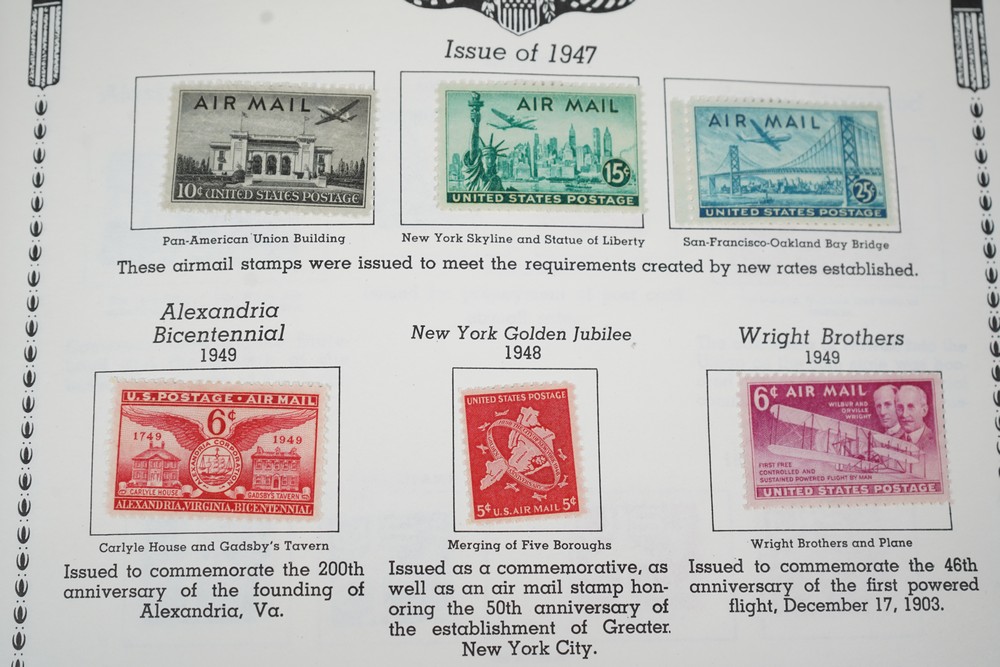 Issue of 1947
AIR MAIL
10¢ UNITED STATES POSTAGE
AIR MAIL
15¢
UNITED STATES POSTAGE
AIR MAIL
25¢
UNITED STATES POSTAGE
Pan-American Union Building
New York Skyline and Statue of Liberty
San-Francisco-Oakland Bay Bridge
These airmail stamps were issued to meet the requirements created by new rates established.
Alexandria
Bicentennial
1949
New York Golden Jubilee
1948
Wright Brothers
1949
U.S. POSTAGE · AIR MAIL
6¢
1749 1949
ALEXANDRIA CORPORATION
CARLYLE HOUSE GADSBY'S TAVERN
ALEXANDRIA, VIRGINIA, BICENTENNIAL
UNITED STATES POSTAGE
5¢ 5¢
U.S. AIR MAIL
6¢ AIR MAIL
WILBUR AND
ORVILLE
WRIGHT
FIRST FREE
CONTROLLED AND
SUSTAINED POWERED FLIGHT BY MAN
UNITED STATES POSTAGE
Carlyle House and Gadsby's Tavern
Merging of Five Boroughs
Wright Brothers and Plane
Issued to commemorate the 200th
anniversary of the founding of
Alexandria, Va.
Issued as a commemorative, as
well as an air mail stamp hon-
oring the 50th anniversary of
the establishment of Greater.
New York City.
Issued to commemorate the 46th
anniversary of the first powered
flight, December 17, 1903.